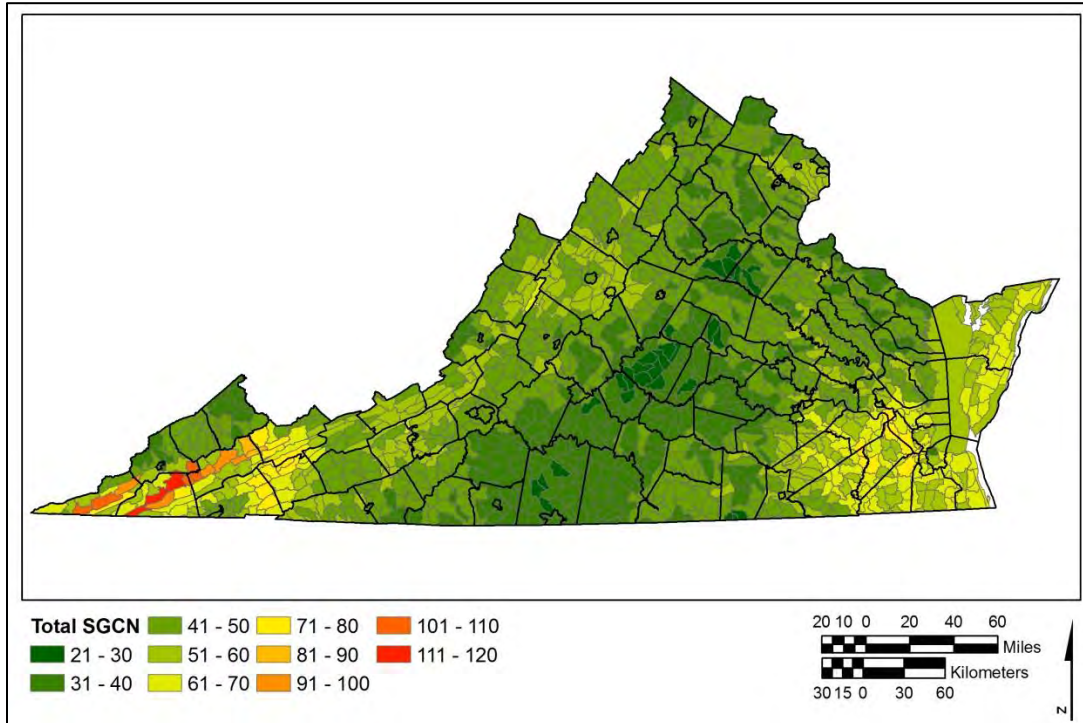 Total SGCN
21 - 30
31 - 40
41 - 50
51 - 60
61 - 70
71 - 80
81 - 90
91 - 100
101 - 110
111 - 120
20 10 0 20 40 60
Miles
Kilometers
30 15 0 30 60
N